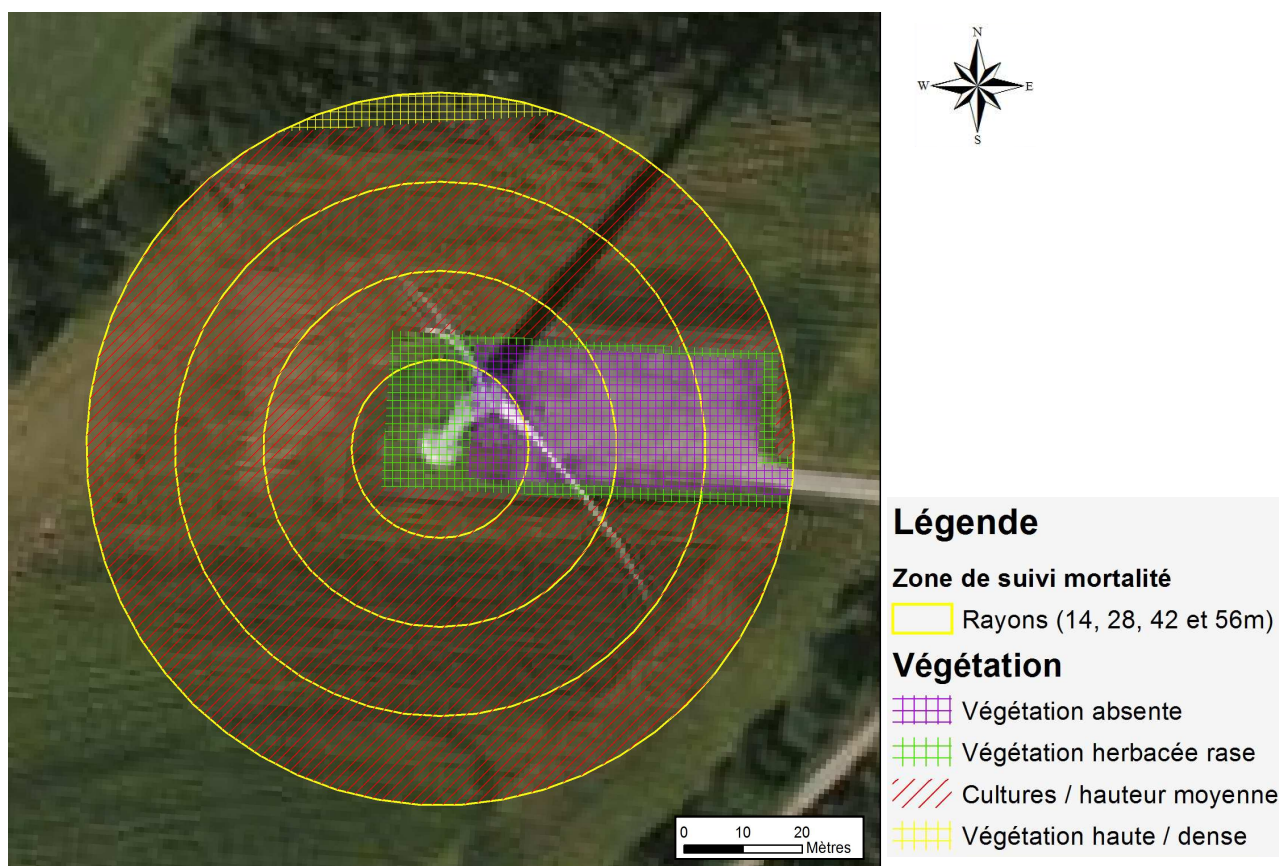 N
W E
S
Légende
Zone de suivi mortalité
Rayons (14, 28, 42 et 56m)
Végétation
Végétation absente
Végétation herbacée rase
Cultures / hauteur moyenne
Végétation haute / dense
0 10 20
Mètres